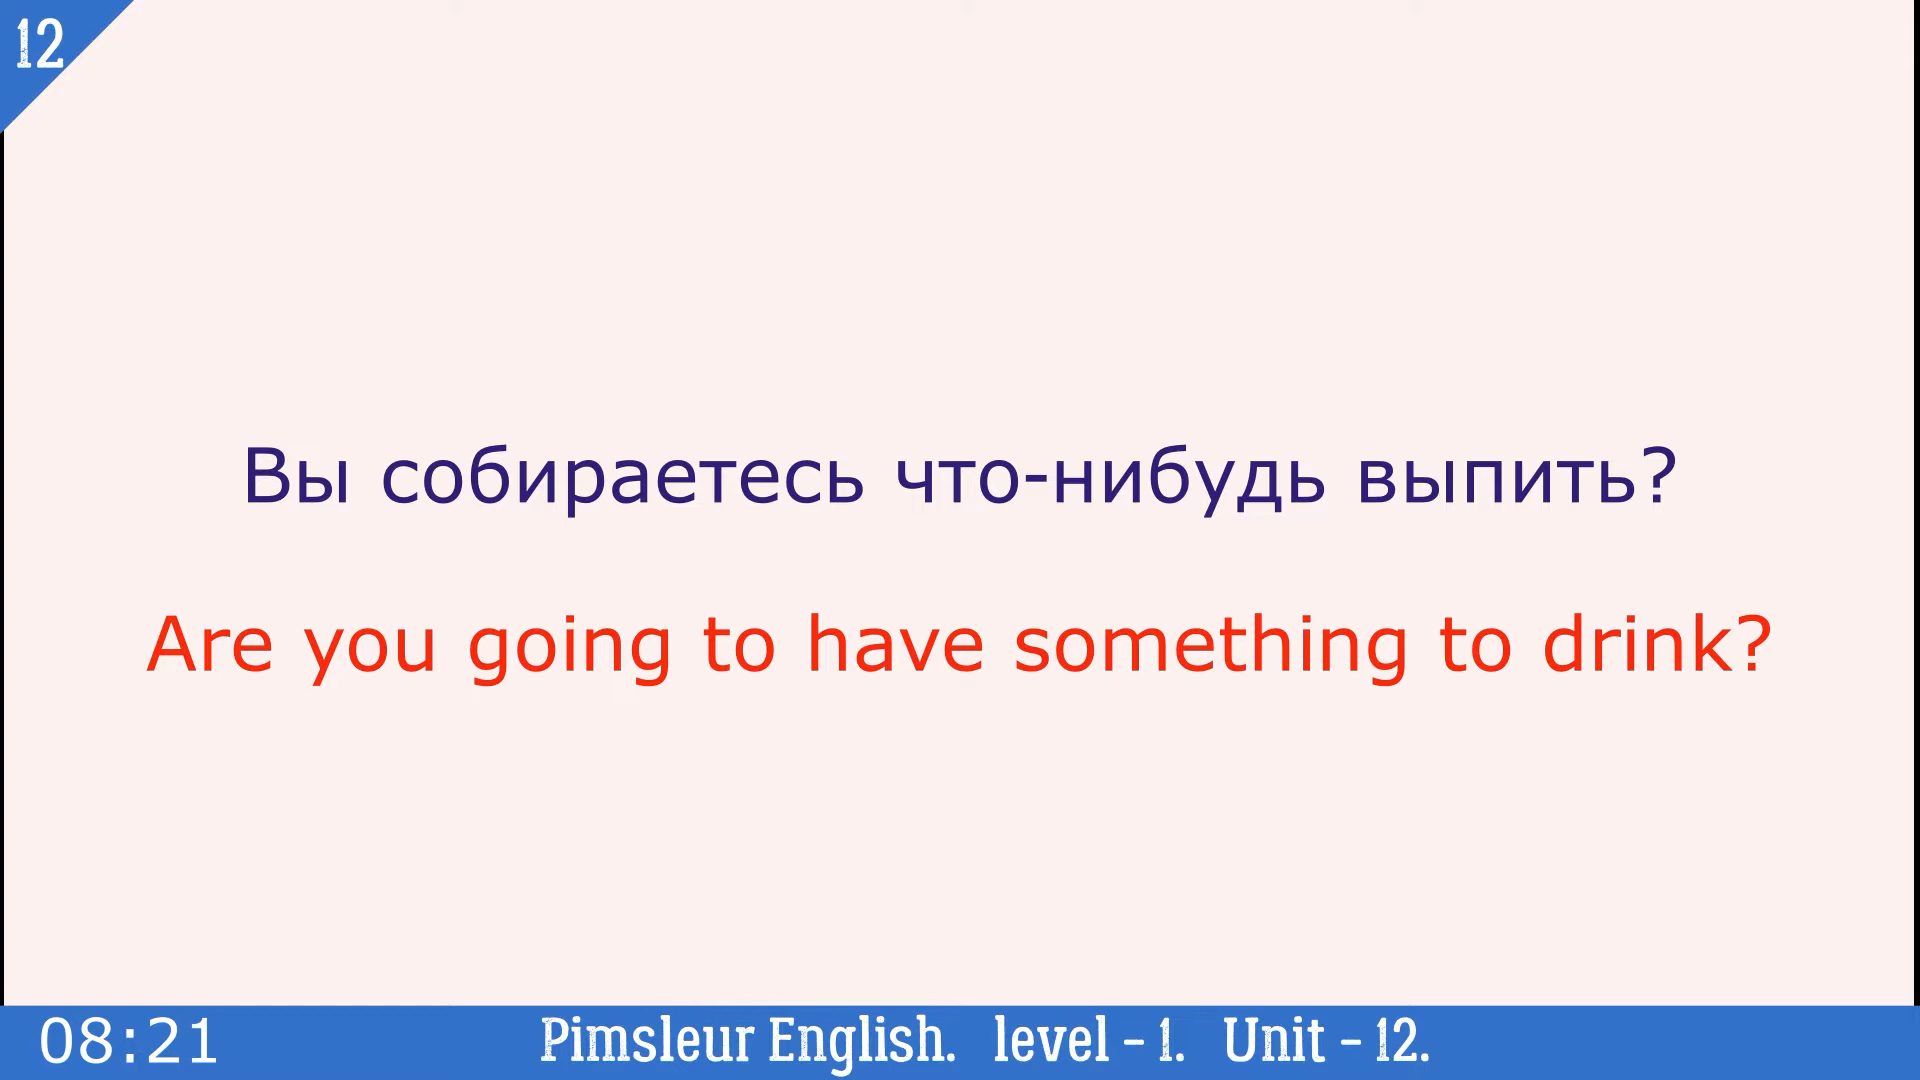 12
Вы собираетесь что-нибудь выпить?
Are you going to have something to drink?
08:21 Pimsleur English. level - 1. Unit - 12.